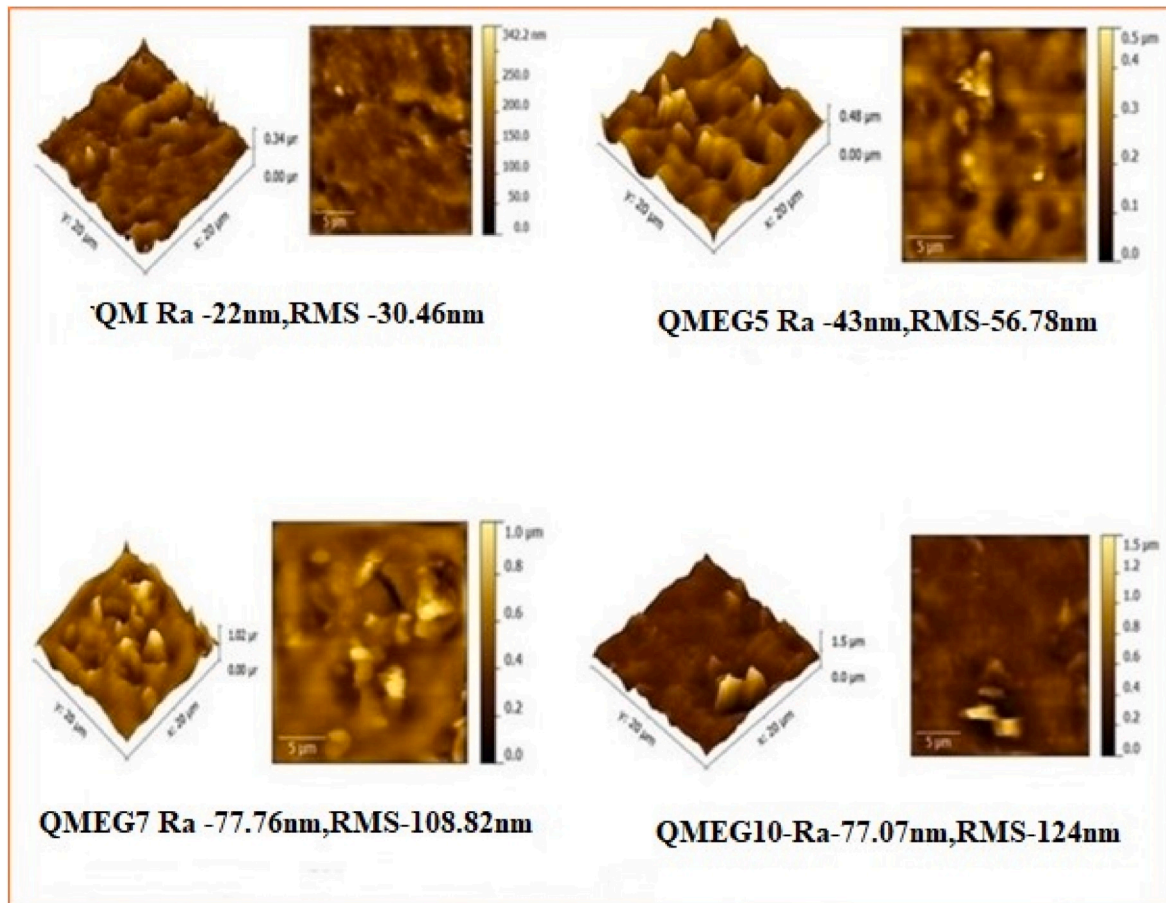 342.2 nm
250.0
200.0
150.0
100.0
50.0
0.0
0.34 µr
0.00 µr
y: 20 µm
x: 20 µm
5 µm
QM Ra -22nm,RMS -30.46nm
0.5 µm
0.4
0.3
0.2
0.1
0.0
0.48 µm
0.00 µm
y: 20 µm
x: 20 µm
5 µm
QMEG5 Ra -43nm,RMS-56.78nm
1.0 µm
0.8
0.6
0.4
0.2
0.0
1.02 µr
0.00 µr
y: 20 µm
x: 20 µm
5 µm
QMEG7 Ra -77.76nm,RMS-108.82nm
1.5 µm
1.2
1.0
0.8
0.6
0.4
0.2
0.0
1.5 µm
0.0 µm
y: 20 µm
x: 20 µm
5 µm
QMEG10-Ra-77.07nm,RMS-124nm